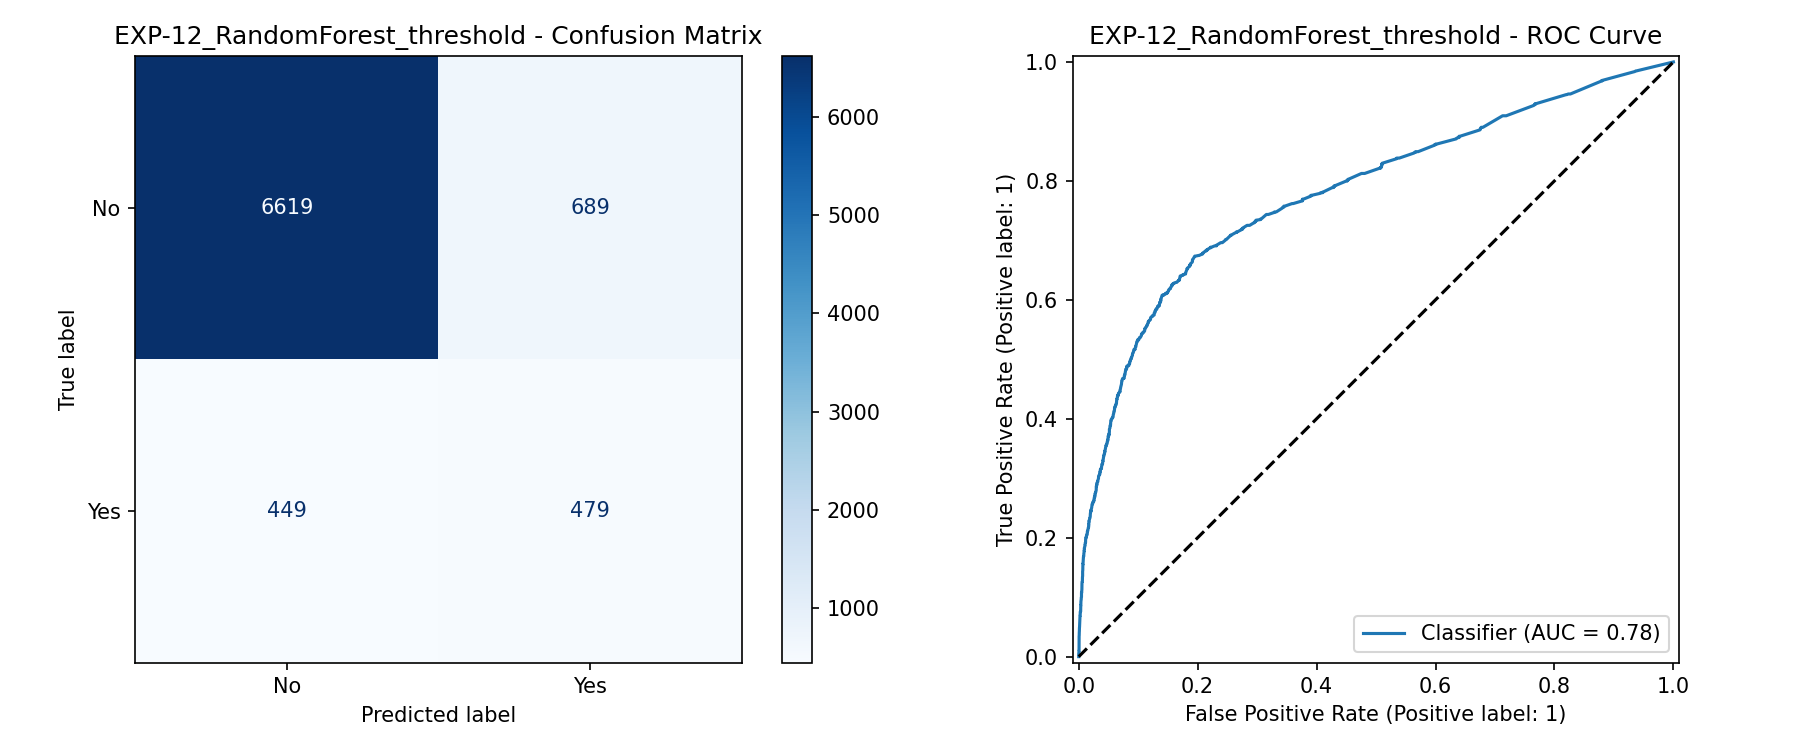 EXP-12_RandomForest_threshold - Confusion Matrix
No
Yes
True label
6619
689
449
479
No
Yes
Predicted label
6000
5000
4000
3000
2000
1000
EXP-12_RandomForest_threshold - ROC Curve
True Positive Rate (Positive label: 1)
1.0
0.8
0.6
0.4
0.2
0.0
Classifier (AUC = 0.78)
0.0
0.2
0.4
0.6
0.8
1.0
False Positive Rate (Positive label: 1)